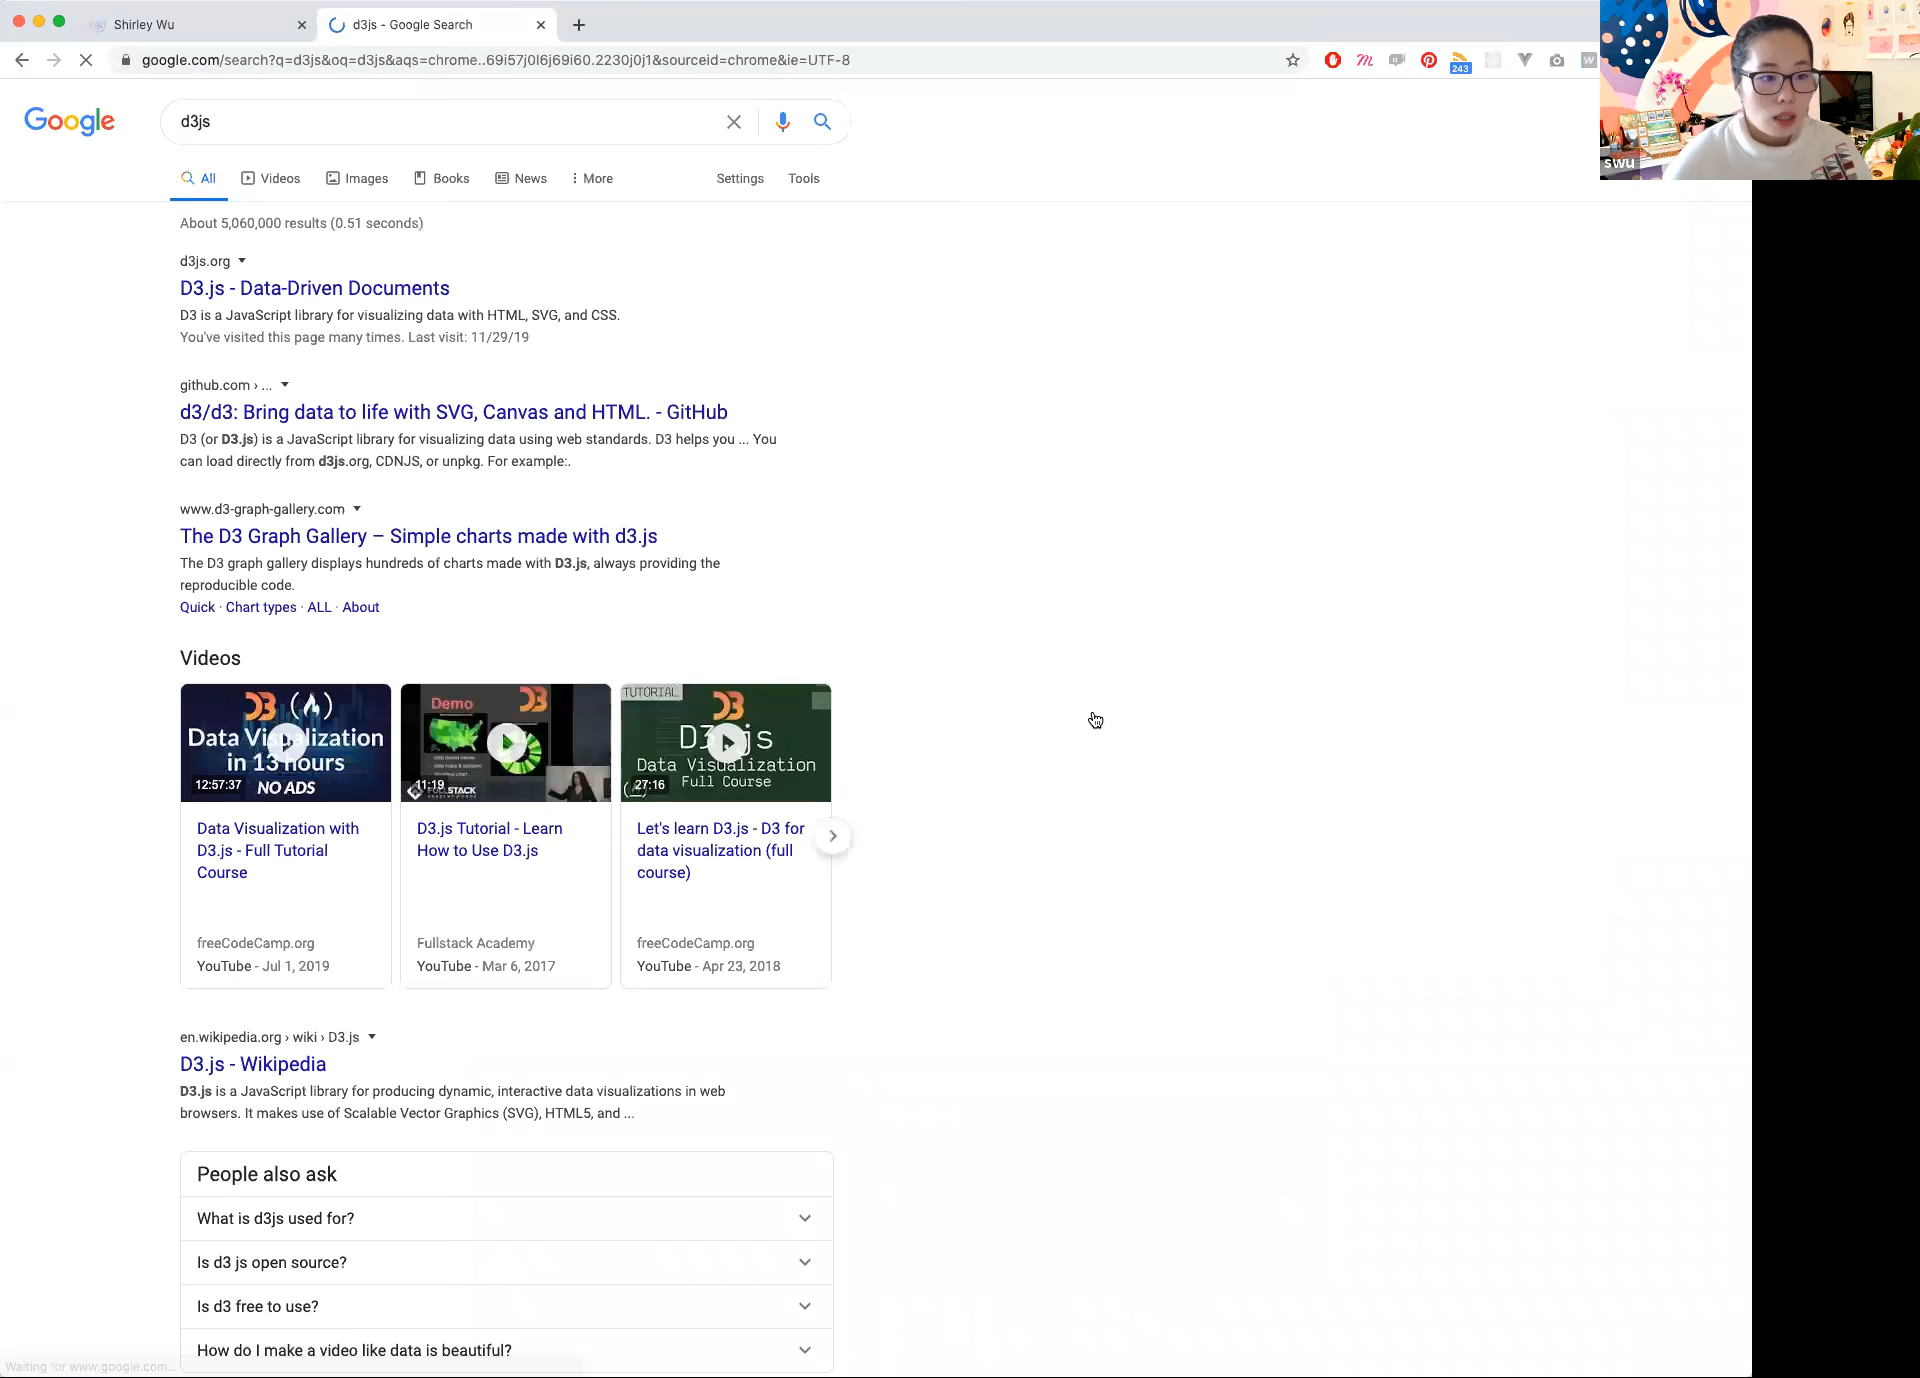 Shirley Wu
d3js - Google Search
google.com/search?q=d3js&oq=d3js&aqs=chrome..69i57j0l6j69i60.2230j0j1&sourceid=chrome&ie=UTF-8
243
swu
Google
d3js
All
Videos
Images
Books
News
More
Settings
Tools
About 5,060,000 results (0.51 seconds)
d3js.org
D3.js - Data-Driven Documents
D3 is a JavaScript library for visualizing data with HTML, SVG, and CSS.
You've visited this page many times. Last visit: 11/29/19
github.com › ...
d3/d3: Bring data to life with SVG, Canvas and HTML. - GitHub
D3 (or D3.js) is a JavaScript library for visualizing data using web standards. D3 helps you ... You
can load directly from d3js.org, CDNJS, or unpkg. For example:.
www.d3-graph-gallery.com
The D3 Graph Gallery – Simple charts made with d3.js
The D3 graph gallery displays hundreds of charts made with D3.js, always providing the
reproducible code.
Quick · Chart types · ALL · About
Videos
D3
Data Visualization
in 13 hours
12:57:37
NO ADS
Data Visualization with
D3.js - Full Tutorial
Course
freeCodeCamp.org
YouTube - Jul 1, 2019
Demo
D3
11:19
D3.js Tutorial - Learn
How to Use D3.js
Fullstack Academy
YouTube - Mar 6, 2017
TUTORIAL
D3
D3.js
Data Visualization
27:16
Full Course
Let's learn D3.js - D3 for
data visualization (full
course)
freeCodeCamp.org
YouTube - Apr 23, 2018
en.wikipedia.org › wiki › D3.js
D3.js - Wikipedia
D3.js is a JavaScript library for producing dynamic, interactive data visualizations in web
browsers. It makes use of Scalable Vector Graphics (SVG), HTML5, and ...
People also ask
What is d3js used for?
Is d3 js open source?
Is d3 free to use?
How do I make a video like data is beautiful?
Waiting for www.google.com...